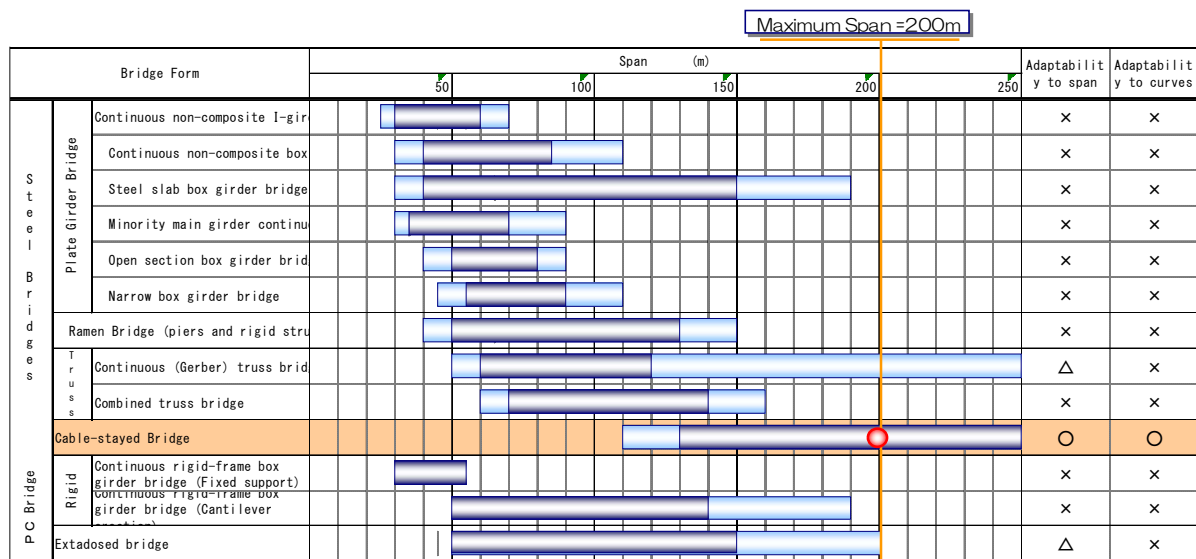 Maximum Span =200m
Bridge Form
Span (m)
Adaptabilit
y to span
Adaptabilit
y to curves
50 100 150 200 250
Steel Bridges
Plate Girder Bridge
Continuous non-composite I-gir
× ×
Continuous non-composite box
× ×
Steel slab box girder bridge
× ×
Minority main girder continu
× ×
Open section box girder brid
× ×
Narrow box girder bridge
× ×
Ramen Bridge (piers and rigid stru
× ×
Truss
Continuous (Gerber) truss brid
△ ×
Combined truss bridge
× ×
Cable-stayed Bridge
○ ○
PC Bridge
Rigid
Continuous rigid-frame box
girder bridge (Fixed support)
× ×
Continuous rigid-frame box
girder bridge (Cantilever
× ×
Extadosed bridge
△ ×